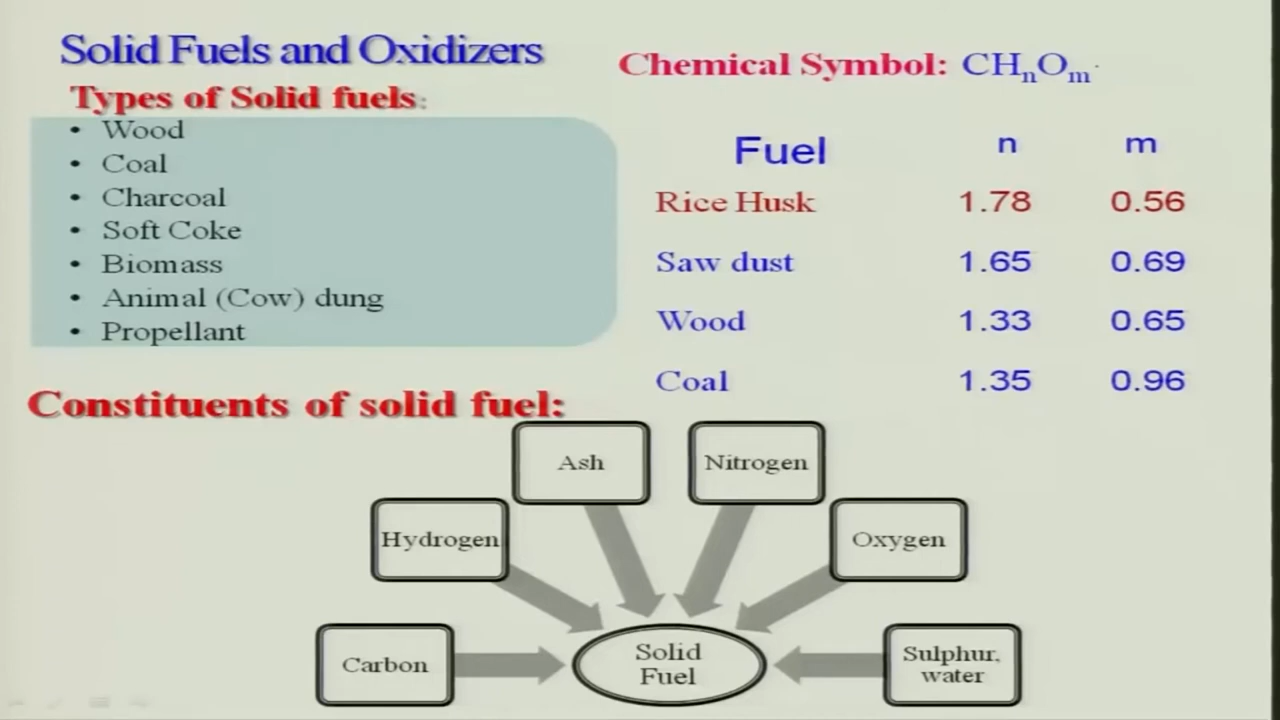 Solid Fuels and Oxidizers
Types of Solid fuels:
• Wood
• Coal
• Charcoal
• Soft Coke
• Biomass
• Animal (Cow) dung
• Propellant
Chemical Symbol: CHnOm
Fuel n m
Rice Husk 1.78 0.56
Saw dust 1.65 0.69
Wood 1.33 0.65
Coal 1.35 0.96
Constituents of solid fuel:
Ash
Nitrogen
Hydrogen
Oxygen
Carbon
Solid
Fuel
Sulphur,
water